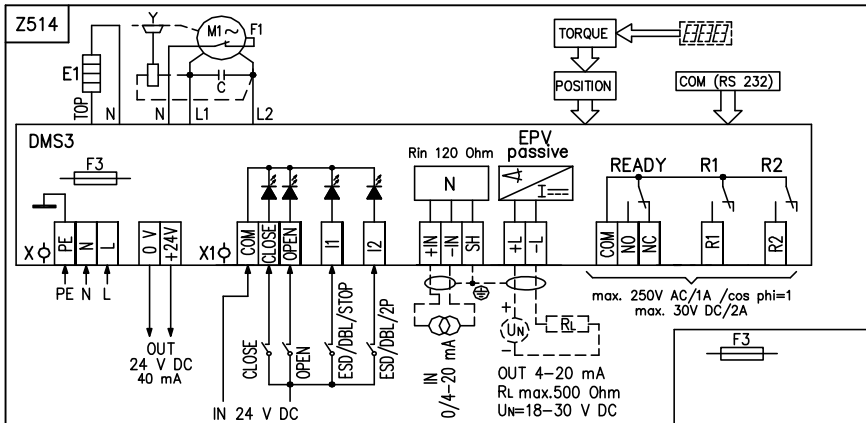 Z514
Y
M1 ~
F1
E1
C
TOP
N
N
L1
L2
TORQUE
POSITION
COM (RS 232)
DMS3
F3
Rin 120 Ohm
N
EPV
passive
I
READY
R1
R2
X
PE
N
L
0 V
+24V
X1
COM
CLOSE
OPEN
I1
I2
+IN
-IN
SH
+L
-L
COM
NO
NC
R1
R2
PE N L
OUT
24 V DC
40 mA
CLOSE
OPEN
ESD/DBL/STOP
ESD/DBL/2P
IN 24 V DC
IN
0/4-20 mA
+
UN
-
RL
OUT 4-20 mA
RL max.500 Ohm
UN=18-30 V DC
max. 250V AC/1A /cos phi=1
max. 30V DC/2A
F3